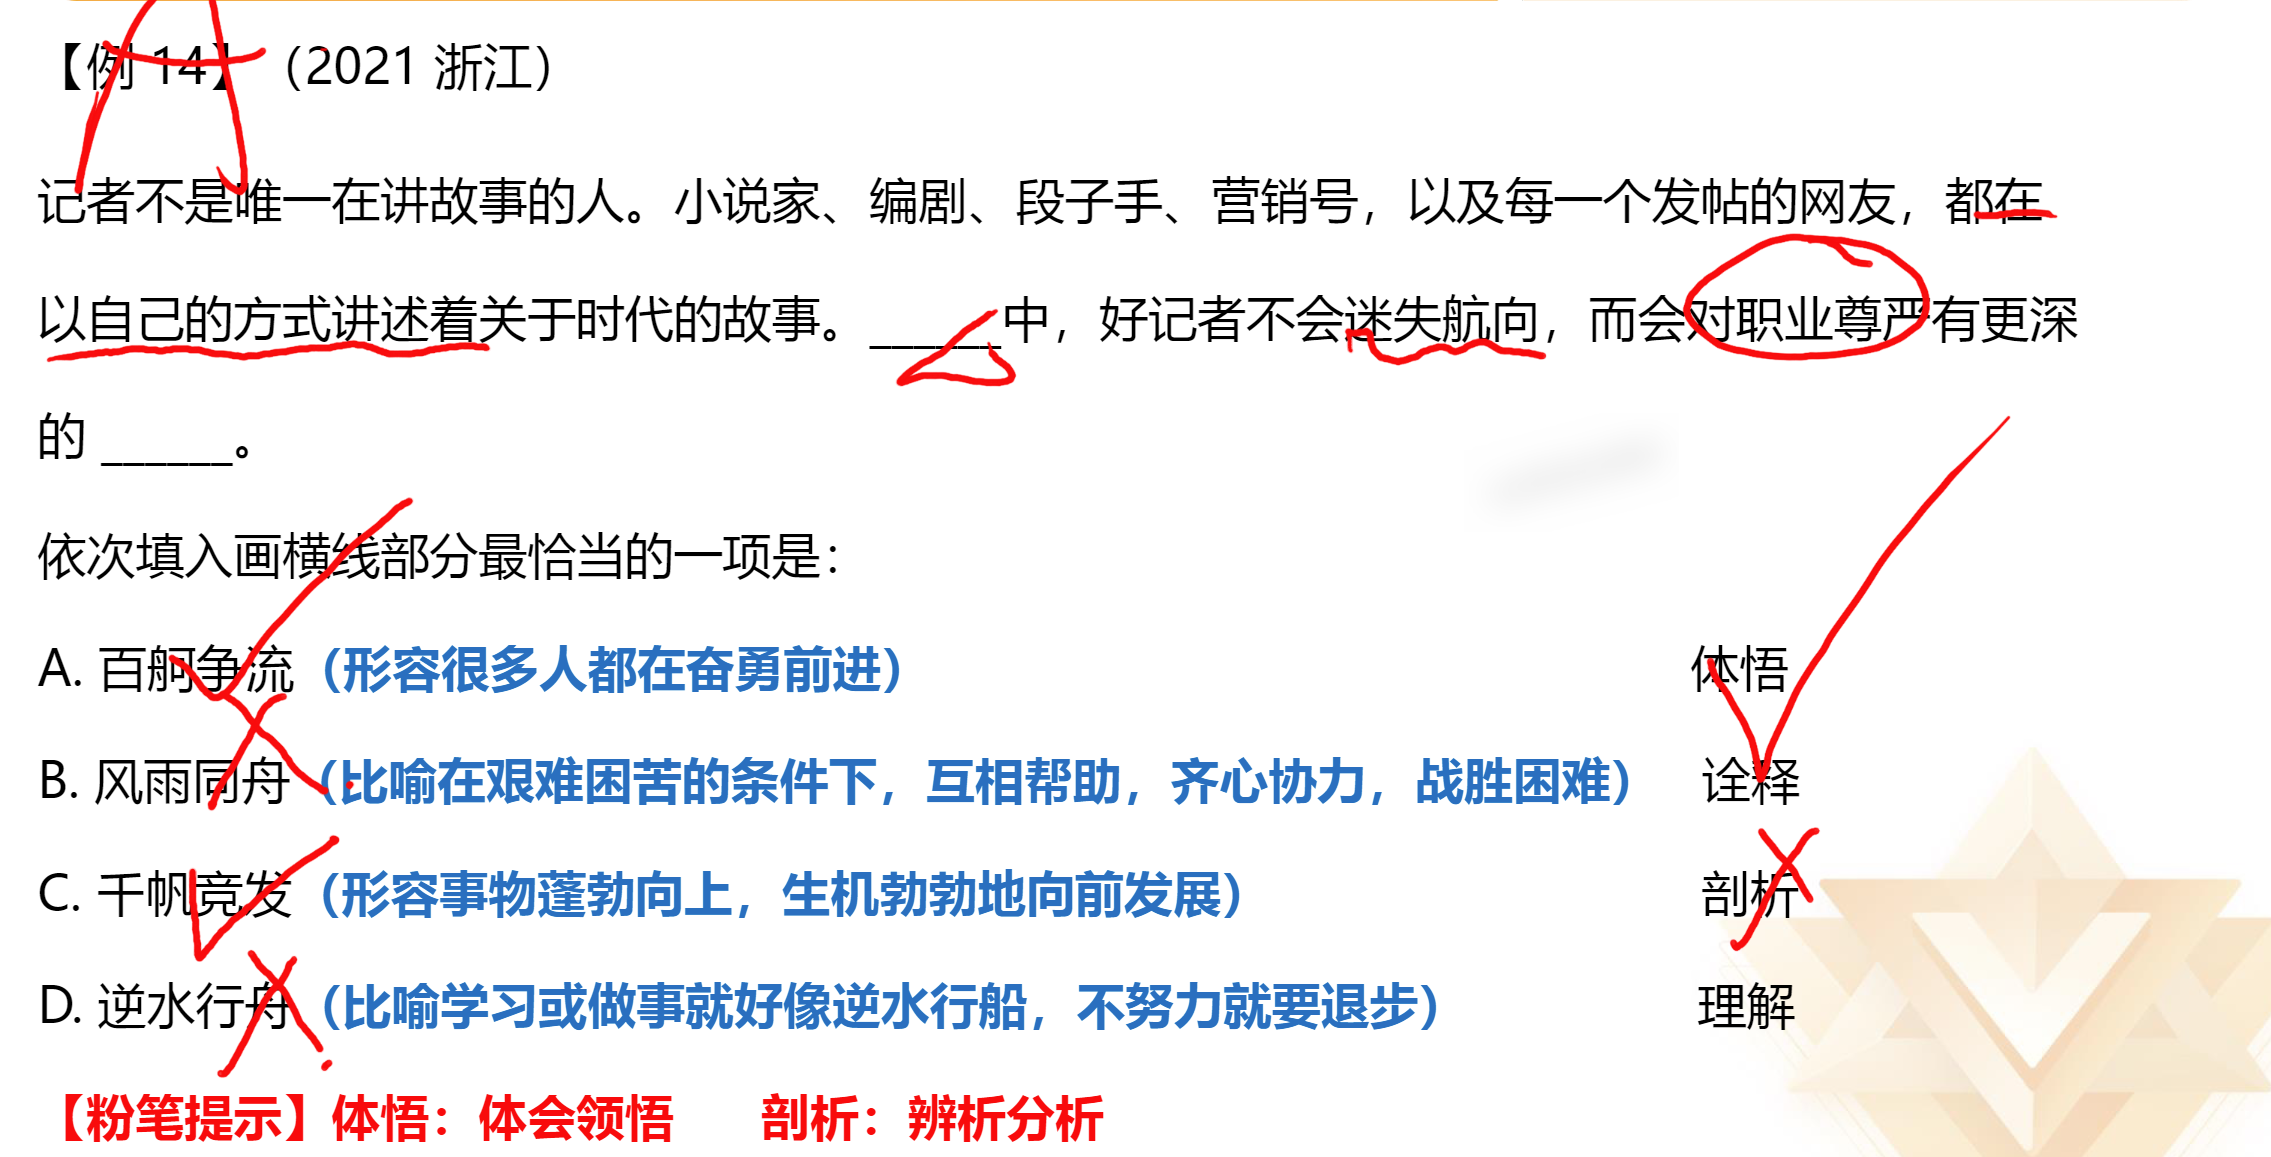 【例 14】（2021 浙江）
记者不是唯一在讲故事的人。小说家、编剧、段子手、营销号，以及每一个发帖的网友，都在
以自己的方式讲述着关于时代的故事。______中，好记者不会迷失航向，而会对职业尊严有更深
的 ______。
依次填入画横线部分最恰当的一项是：
A. 百舸争流（形容很多人都在奋勇前进） 体悟
B. 风雨同舟（比喻在艰难困苦的条件下，互相帮助，齐心协力，战胜困难） 诠释
C. 千帆竞发（形容事物蓬勃向上，生机勃勃地向前发展） 剖析
D. 逆水行舟（比喻学习或做事就好像逆水行船，不努力就要退步） 理解
【粉笔提示】体悟：体会领悟 剖析：辨析分析
A